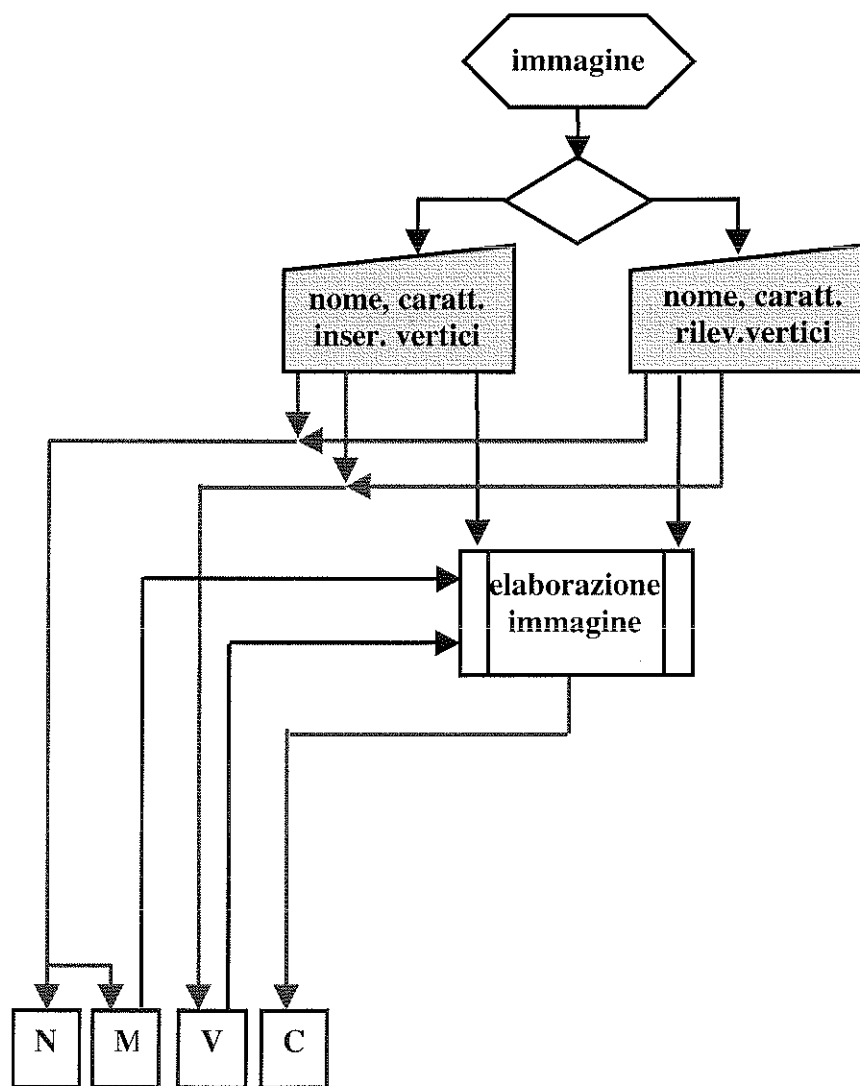 immagine
nome, caratt.
inser. vertici
nome, caratt.
rilev.vertici
elaborazione
immagine
N M V C